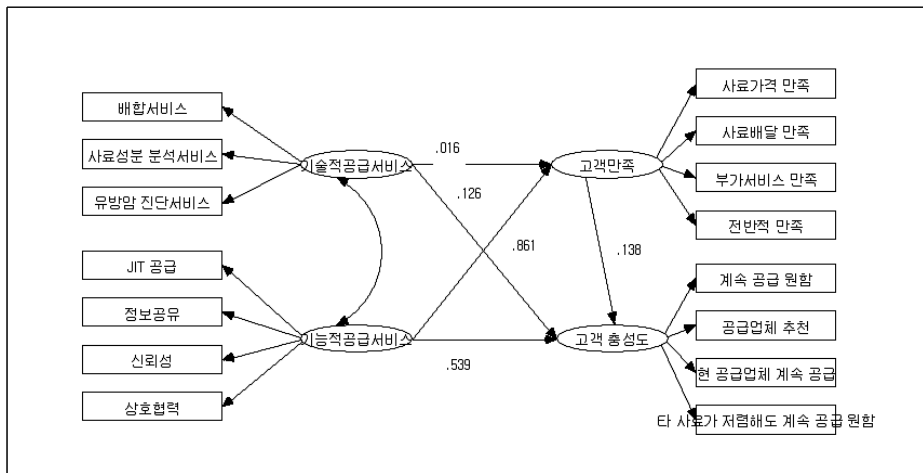 배합서비스
사료성분 분석서비스
유방암 진단서비스
JIT 공급
정보공유
신뢰성
상호협력
기술적공급서비스
기능적공급서비스
.016
.126
.861
.138
.539
고객만족
고객 충성도
사료가격 만족
사료배달 만족
부가서비스 만족
전반적 만족
계속 공급 원함
공급업체 추천
현 공급업체 계속 공급
타 사료가 저렴해도 계속 공급 원함